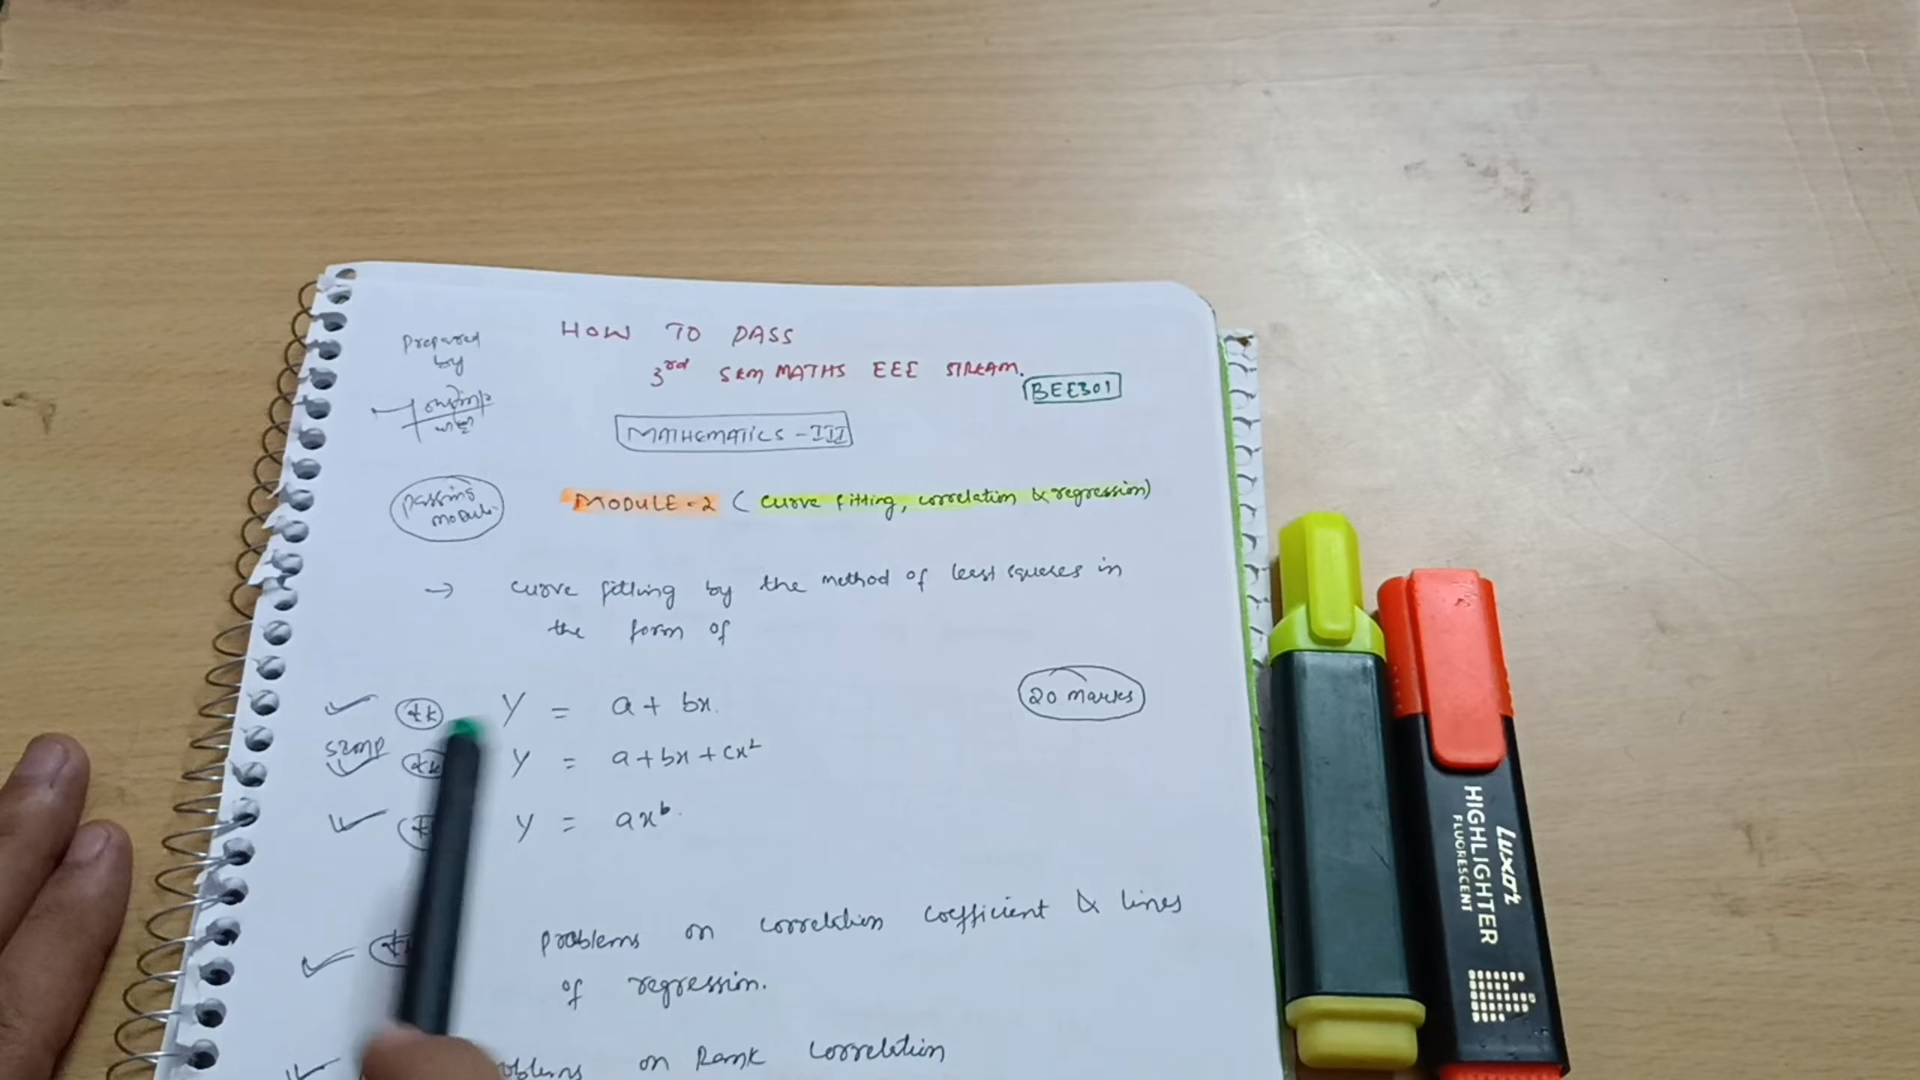 HOW TO PASS
3rd SEM MATHS EEE STREAM.
BEE301
Prepared
by
MATHEMATICS - III
Passing
module
MODULE - 2 ( curve fitting, correlation & regression)
→ curve fitting by the method of least squares in
the form of
20 marks
Y = a + bx.
Y = a + bx + cx²
Y = ax^b.
problems on correlation coefficient & lines
of regression.
on Rank correlation
Luxor
HIGHLIGHTER
FLUORESCENT